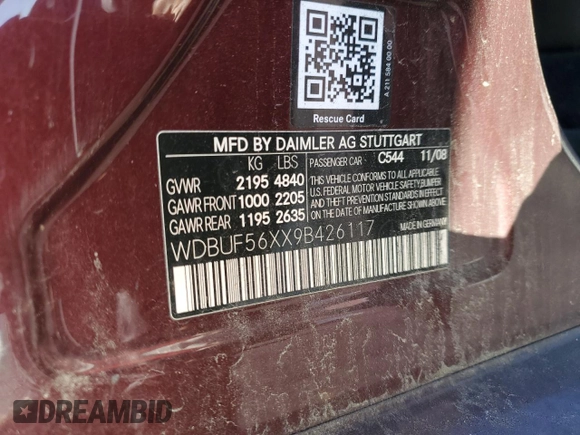 Rescue Card
A 211 584 00 00
MFD BY DAIMLER AG STUTTGART
KG LBS
GVWR 2195 4840
GAWR FRONT 1000 2205
GAWR REAR 1195 2635
PASSENGER CAR C544 11/08
THIS VEHICLE CONFORMS TO ALL APPLICABLE
U.S. FEDERAL MOTOR VEHICLE SAFETY, BUMPER,
AND THEFT PREVENTION STANDARDS IN EFFECT ON
THE DATE OF MANUFACTURE SHOWN ABOVE.
WDBUF56XX9B426117
MADE IN GERMANY
DREAMBID